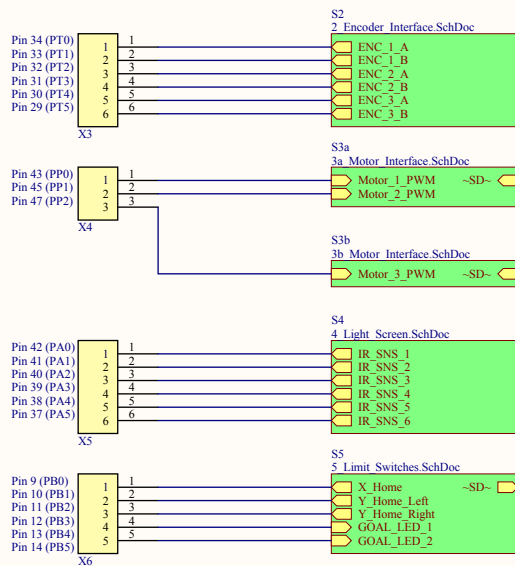 S2
2_Encoder_Interface.SchDoc
Pin 34 (PT0) 1 1 ENC_1_A
Pin 33 (PT1) 2 2 ENC_1_B
Pin 32 (PT2) 3 3 ENC_2_A
Pin 31 (PT3) 4 4 ENC_2_B
Pin 30 (PT4) 5 5 ENC_3_A
Pin 29 (PT5) 6 6 ENC_3_B
X3
S3a
3a_Motor_Interface.SchDoc
Pin 43 (PP0) 1 1 Motor_1_PWM ~SD~
Pin 45 (PP1) 2 2 Motor_2_PWM
Pin 47 (PP2) 3 3
X4
S3b
3b_Motor_Interface.SchDoc
Motor_3_PWM ~SD~
S4
4_Light_Screen.SchDoc
Pin 42 (PA0) 1 1 IR_SNS_1
Pin 41 (PA1) 2 2 IR_SNS_2
Pin 40 (PA2) 3 3 IR_SNS_3
Pin 39 (PA3) 4 4 IR_SNS_4
Pin 38 (PA4) 5 5 IR_SNS_5
Pin 37 (PA5) 6 6 IR_SNS_6
X5
S5
5_Limit_Switches.SchDoc
Pin 9 (PB0) 1 1 X_Home ~SD~
Pin 10 (PB1) 2 2 Y_Home_Left
Pin 11 (PB2) 3 3 Y_Home_Right
Pin 12 (PB3) 4 4 GOAL_LED_1
Pin 13 (PB4) 5 5 GOAL_LED_2
Pin 14 (PB5)
X6